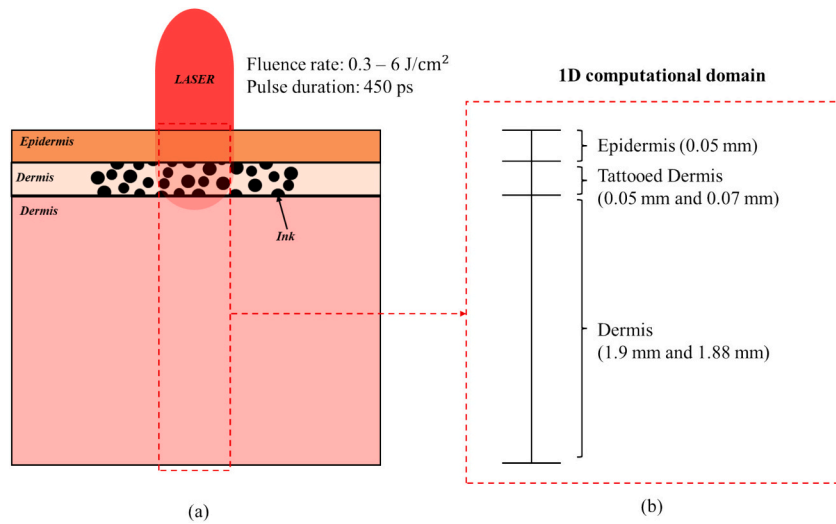 LASER
Fluence rate: 0.3 – 6 J/cm²
Pulse duration: 450 ps
Epidermis
Dermis
Dermis
Ink
(a)
1D computational domain
Epidermis (0.05 mm)
Tattooed Dermis
(0.05 mm and 0.07 mm)
Dermis
(1.9 mm and 1.88 mm)
(b)